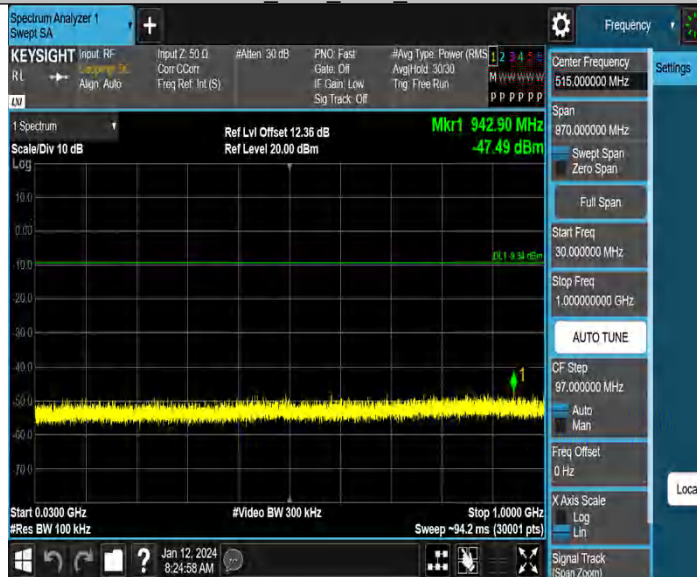 Spectrum Analyzer 1
Swept SA
Frequency
KEYSIGHT
RL
Input: RF
Coupling: DC
Align: Auto
Input Z: 50 Ω
Corr CCorr
Freq Ref: Int (S)
#Atten: 30 dB
PNO: Fast
Gate: Off
IF Gain: Low
Sig Track: Off
#Avg Type: Power (RMS
Avg|Hold: 30/30
Trig: Free Run
1 2 3 4 5 6
M W W W W W
P P P P P P
LXI
1 Spectrum
Scale/Div 10 dB
Log
Ref Lvl Offset 12.36 dB
Ref Level 20.00 dBm
Mkr1 942.90 MHz
-47.49 dBm
10.0
0.00
-10.0
-20.0
-30.0
-40.0
-50.0
-60.0
-70.0
DL1 -9.34 dBm
1
Start 0.0300 GHz
#Res BW 100 kHz
#Video BW 300 kHz
Stop 1.0000 GHz
Sweep ~94.2 ms (30001 pts)
Jan 12, 2024
8:24:58 AM
Center Frequency
515.000000 MHz
Settings
Span
970.000000 MHz
Swept Span
Zero Span
Full Span
Start Freq
30.000000 MHz
Stop Freq
1.000000000 GHz
AUTO TUNE
CF Step
97.000000 MHz
Auto
Man
Freq Offset
0 Hz
X Axis Scale
Log
Lin
Loca
Signal Track
(Span Zoom)